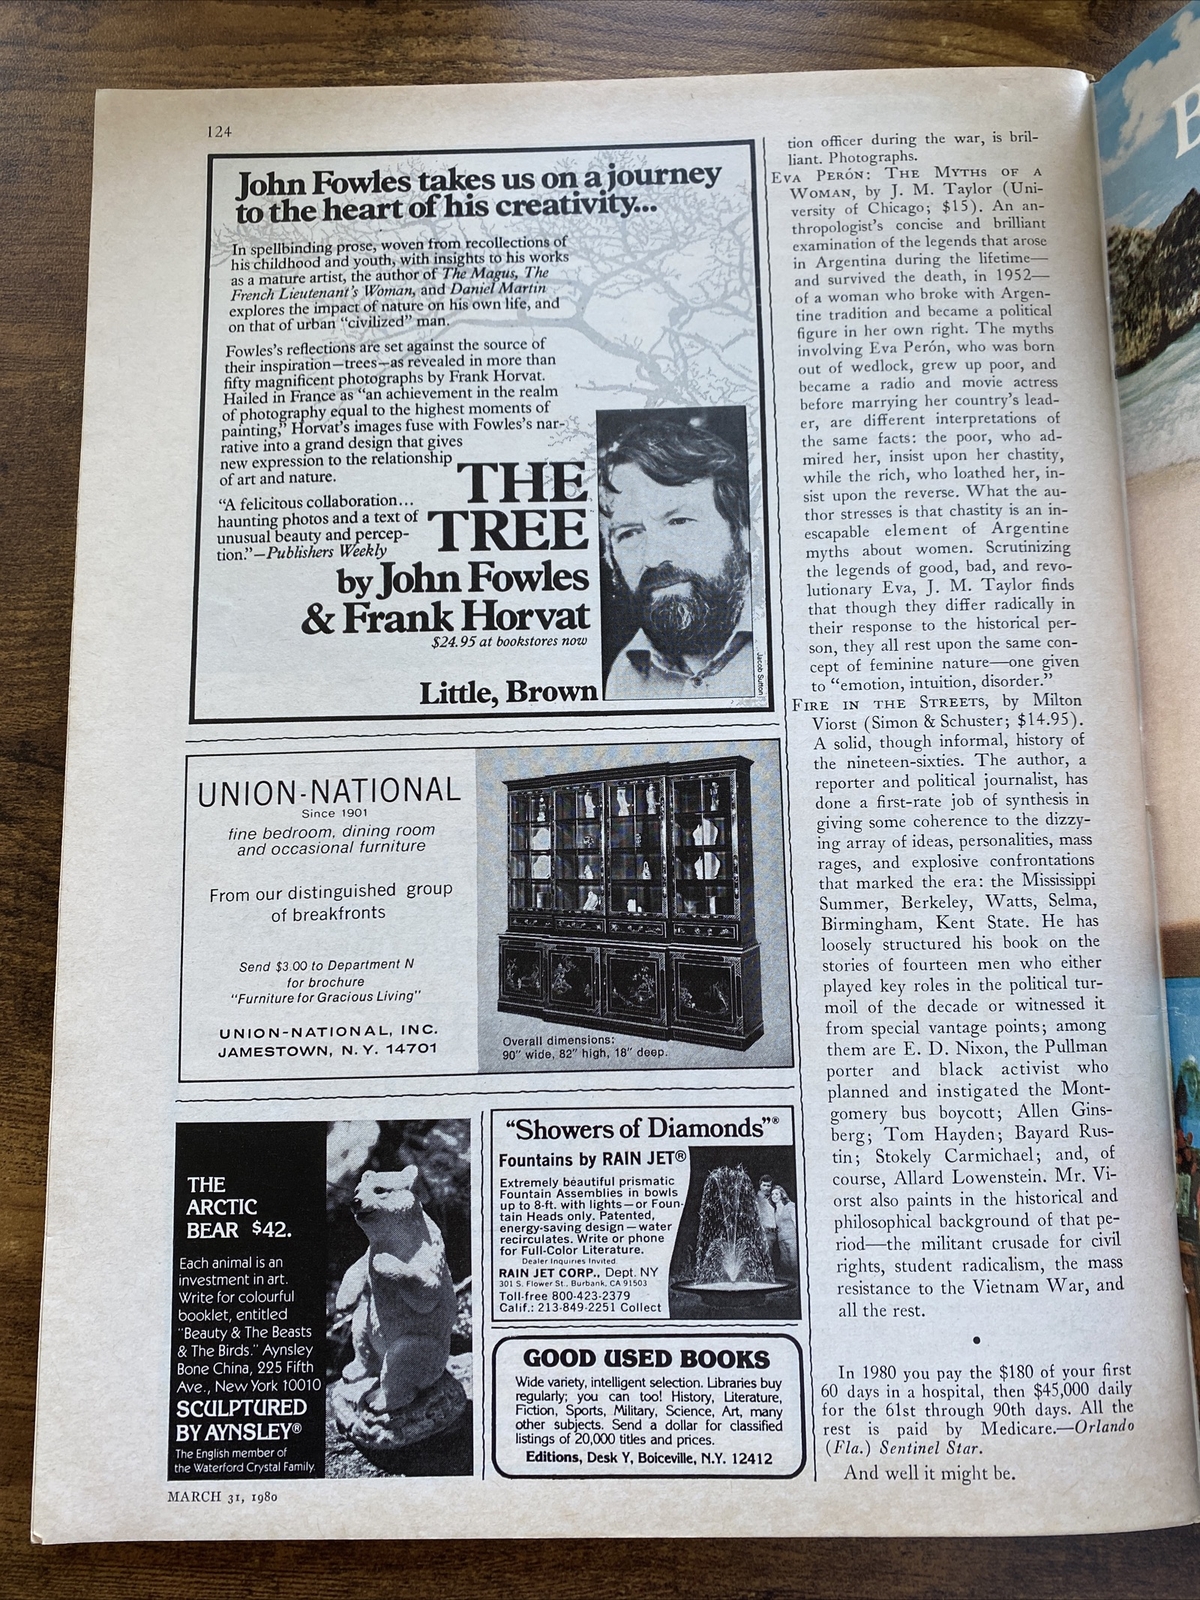 124
John Fowles takes us on a journey
to the heart of his creativity...
In spellbinding prose, woven from recollections of
his childhood and youth, with insights to his works
as a mature artist, the author of The Magus, The
French Lieutenant's Woman, and Daniel Martin
explores the impact of nature on his own life, and
on that of urban “civilized” man.
Fowles's reflections are set against the source of
their inspiration—trees—as revealed in more than
fifty magnificent photographs by Frank Horvat.
Hailed in France as “an achievement in the realm
of photography equal to the highest moments of
painting,” Horvat's images fuse with Fowles's nar-
rative into a grand design that gives
new expression to the relationship
of art and nature.
“A felicitous collaboration...
haunting photos and a text of
unusual beauty and percep-
tion.”—Publishers Weekly
THE
TREE
by John Fowles
& Frank Horvat
$24.95 at bookstores now
Little, Brown
Jacob Sutton
UNION-NATIONAL
Since 1901
fine bedroom, dining room
and occasional furniture
From our distinguished group
of breakfronts
Send $3.00 to Department N
for brochure
"Furniture for Gracious Living"
UNION-NATIONAL, INC.
JAMESTOWN, N.Y. 14701
Overall dimensions:
90" wide, 82" high, 18" deep.
THE
ARCTIC
BEAR $42.
Each animal is an
investment in art.
Write for colourful
booklet, entitled
"Beauty & The Beasts
& The Birds." Aynsley
Bone China, 225 Fifth
Ave., New York 10010
SCULPTURED
BY AYNSLEY®
The English member of
the Waterford Crystal Family.
“Showers of Diamonds”®
Fountains by RAIN JET®
Extremely beautiful prismatic
Fountain Assemblies in bowls
up to 8-ft. with lights—or Foun-
tain Heads only. Patented,
energy-saving design—water
recirculates. Write or phone
for Full-Color Literature.
Dealer Inquiries Invited
RAIN JET CORP., Dept. NY
301 S. Flower St., Burbank, CA 91503
Toll-free 800-423-2379
Calif.: 213-849-2251 Collect
GOOD USED BOOKS
Wide variety, intelligent selection. Libraries buy
regularly; you can too! History, Literature,
Fiction, Sports, Military, Science, Art, many
other subjects. Send a dollar for classified
listings of 20,000 titles and prices.
Editions, Desk Y, Boiceville, N.Y. 12412
MARCH 31, 1980
tion officer during the war, is bril-
liant. Photographs.
EVA PERÓN: THE MYTHS OF A
WOMAN, by J. M. Taylor (Uni-
versity of Chicago; $15). An an-
thropologist's concise and brilliant
examination of the legends that arose
in Argentina during the lifetime—
and survived the death, in 1952—
of a woman who broke with Argen-
tine tradition and became a political
figure in her own right. The myths
involving Eva Perón, who was born
out of wedlock, grew up poor, and
became a radio and movie actress
before marrying her country's lead-
er, are different interpretations of
the same facts: the poor, who ad-
mired her, insist upon her chastity,
while the rich, who loathed her, in-
sist upon the reverse. What the au-
thor stresses is that chastity is an in-
escapable element of Argentine
myths about women. Scrutinizing
the legends of good, bad, and revo-
lutionary Eva, J. M. Taylor finds
that though they differ radically in
their response to the historical per-
son, they all rest upon the same con-
cept of feminine nature—one given
to “emotion, intuition, disorder.”
FIRE IN THE STREETS, by Milton
Viorst (Simon & Schuster; $14.95).
A solid, though informal, history of
the nineteen-sixties. The author, a
reporter and political journalist, has
done a first-rate job of synthesis in
giving some coherence to the dizzy-
ing array of ideas, personalities, mass
rages, and explosive confrontations
that marked the era: the Mississippi
Summer, Berkeley, Watts, Selma,
Birmingham, Kent State. He has
loosely structured his book on the
stories of fourteen men who either
played key roles in the political tur-
moil of the decade or witnessed it
from special vantage points; among
them are E. D. Nixon, the Pullman
porter and black activist who
planned and instigated the Mont-
gomery bus boycott; Allen Gins-
berg; Tom Hayden; Bayard Rus-
tin; Stokely Carmichael; and, of
course, Allard Lowenstein. Mr. Vi-
orst also paints in the historical and
philosophical background of that pe-
riod—the militant crusade for civil
rights, student radicalism, the mass
resistance to the Vietnam War, and
all the rest.
•
In 1980 you pay the $180 of your first
60 days in a hospital, then $45,000 daily
for the 61st through 90th days. All the
rest is paid by Medicare.—Orlando
(Fla.) Sentinel Star.
And well it might be.